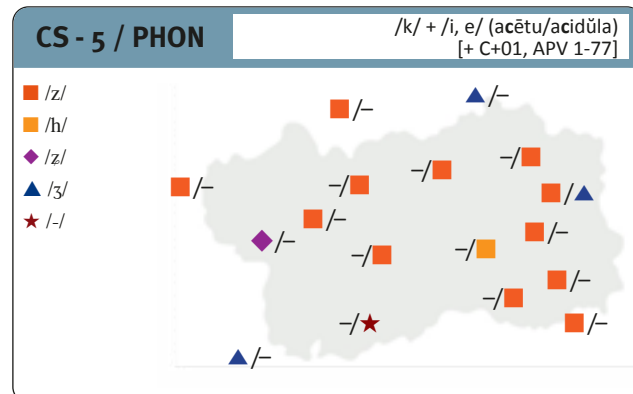 CS - 5 / PHON
/k/ + /i, e/ (acētu/acidŭla)
[+ C+01, APV 1-77]
/z/
/h/
/ʑ/
/ʒ/
/-/
/–
/–
/–
–/
–/
–/
/
/–
/–
–/
–/
/–
/–
–/
–/
/–
/–